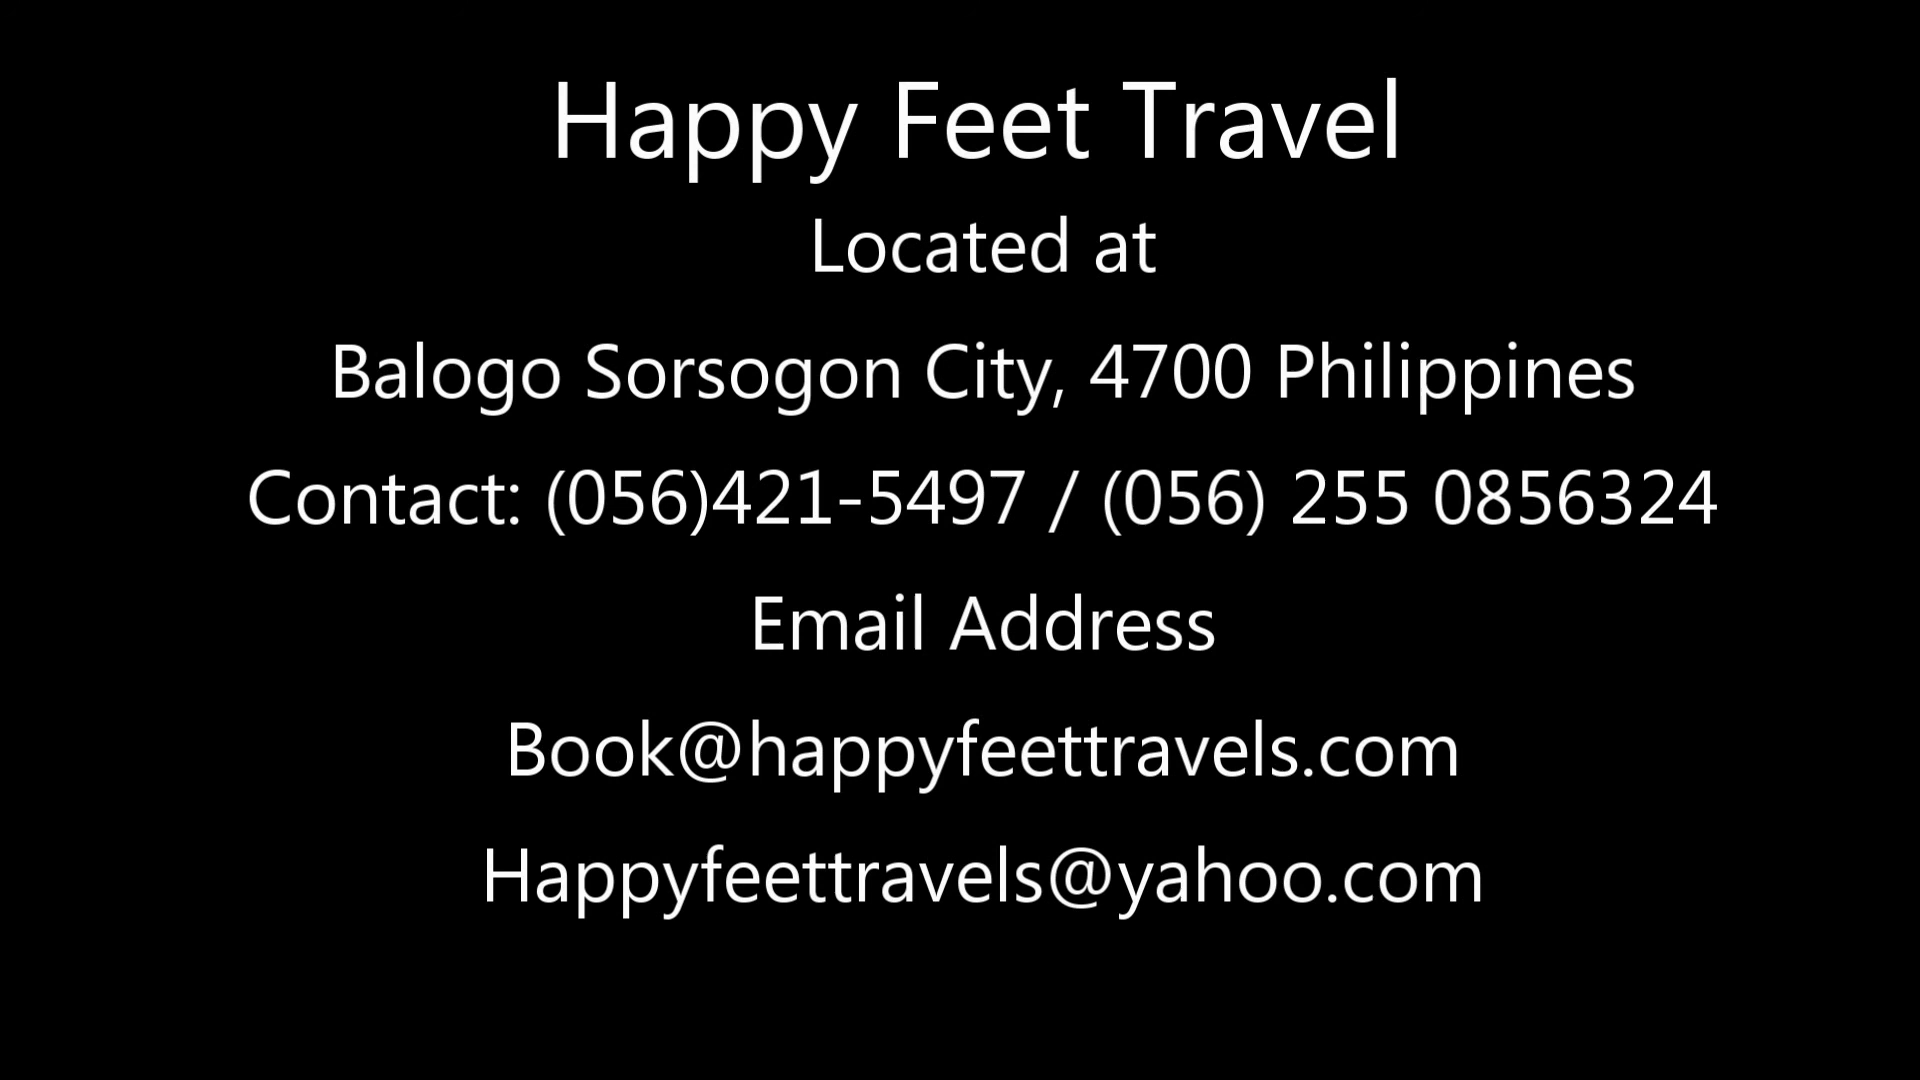 Happy Feet Travel
Located at
Balogo Sorsogon City, 4700 Philippines
Contact: (056)421-5497 / (056) 255 0856324
Email Address
Book@happyfeettravels.com
Happyfeettravels@yahoo.com